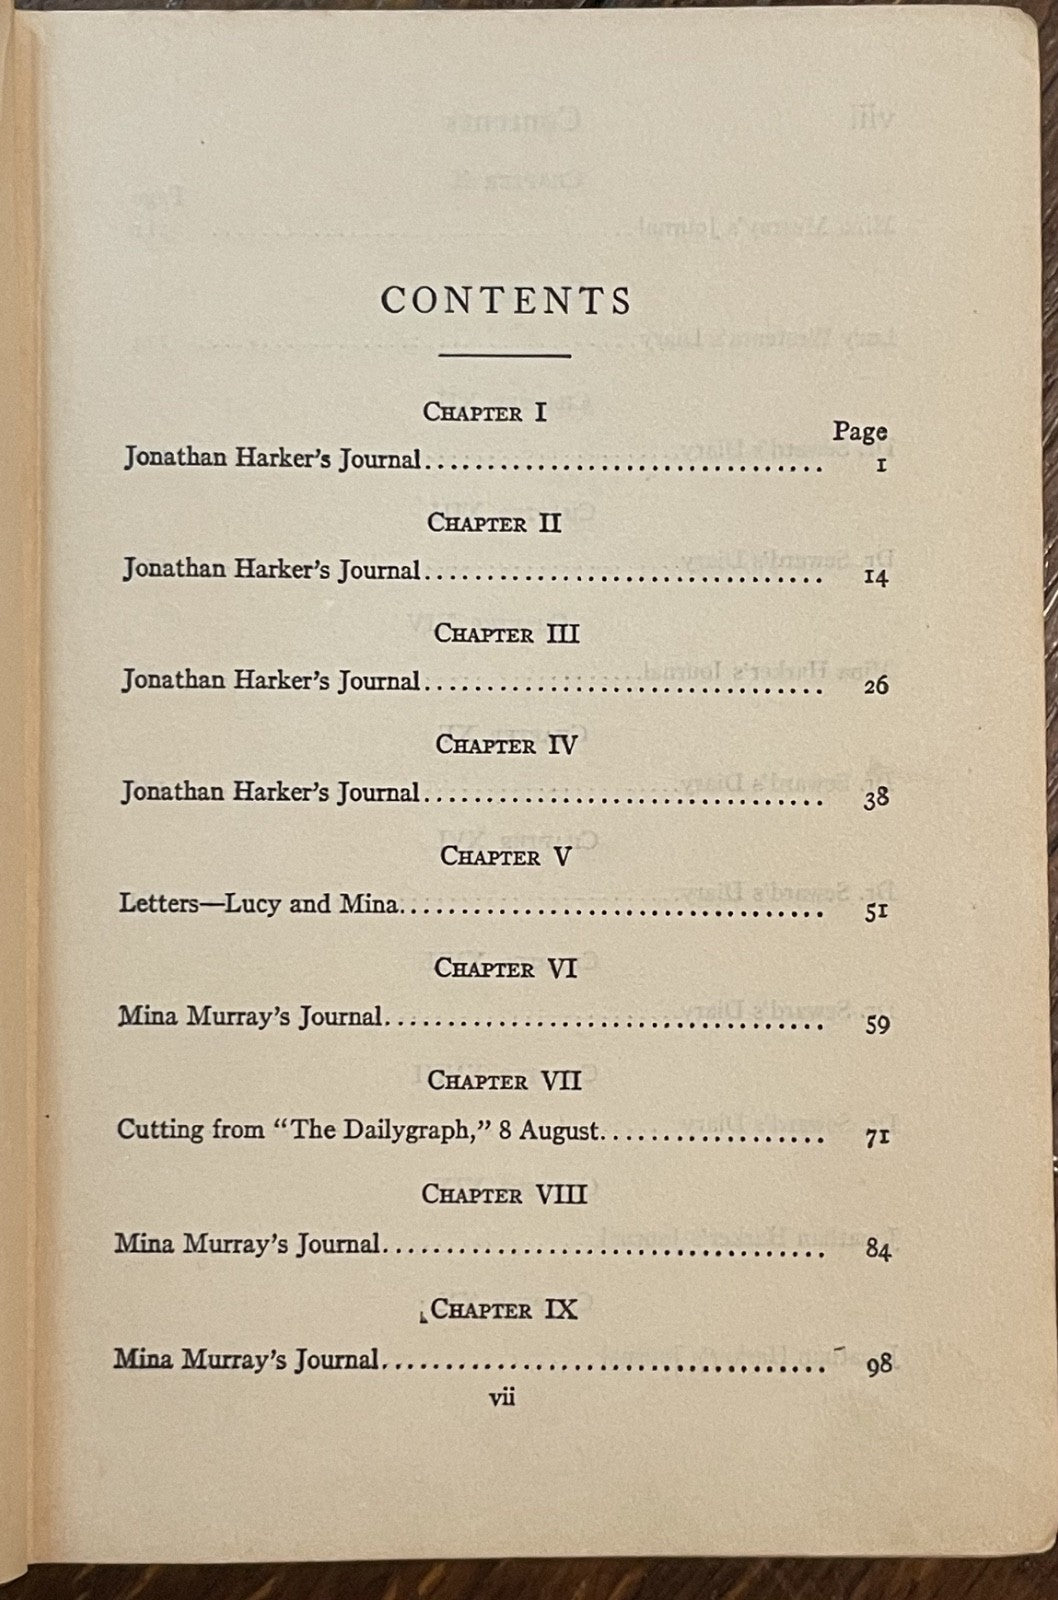 CONTENTS
CHAPTER I
Page
Jonathan Harker's Journal................................ 1
CHAPTER II
Jonathan Harker's Journal................................ 14
CHAPTER III
Jonathan Harker's Journal................................ 26
CHAPTER IV
Jonathan Harker's Journal................................ 38
CHAPTER V
Letters—Lucy and Mina.................................. 51
CHAPTER VI
Mina Murray's Journal.................................... 59
CHAPTER VII
Cutting from “The Dailygraph,” 8 August.................. 71
CHAPTER VIII
Mina Murray's Journal.................................... 84
CHAPTER IX
Mina Murray's Journal.................................... 98
vii